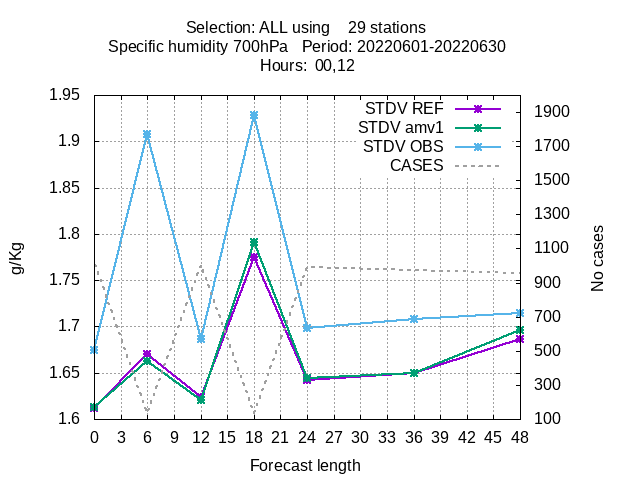 Selection: ALL using    29 stations
Specific humidity 700hPa   Period: 20220601-20220630
Hours:  00,12
STDV REF
STDV amv1
STDV OBS
CASES
g/Kg
1.95
1.9
1.85
1.8
1.75
1.7
1.65
1.6
1900
1700
1500
1300
1100
900
700
500
300
100
No cases
0 3 6 9 12 15 18 21 24 27 30 33 36 39 42 45 48
Forecast length